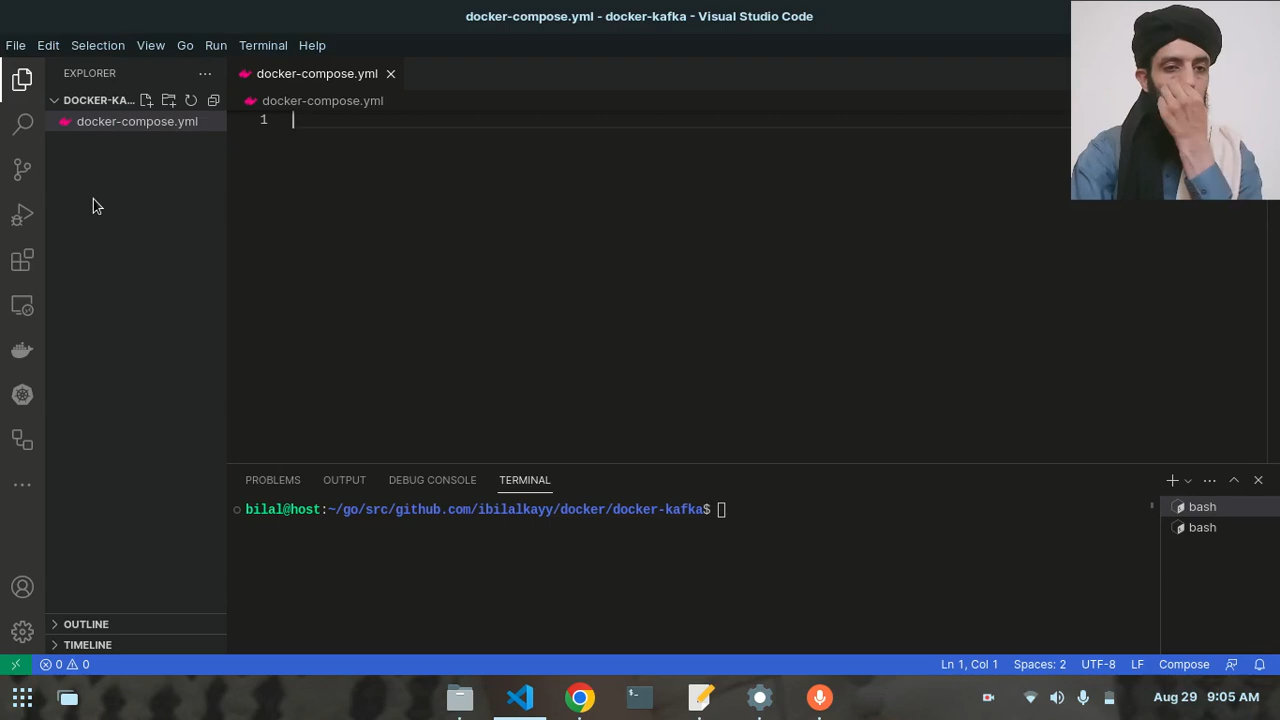 docker-compose.yml - docker-kafka - Visual Studio Code
File Edit Selection View Go Run Terminal Help
EXPLORER
docker-compose.yml
DOCKER-KA...
docker-compose.yml
docker-compose.yml
1
PROBLEMS OUTPUT DEBUG CONSOLE TERMINAL
bilal@host:~/go/src/github.com/ibilalkayy/docker/docker-kafka$
bash
bash
OUTLINE
TIMELINE
0 0 Ln 1, Col 1 Spaces: 2 UTF-8 LF Compose
Aug 29 9:05 AM